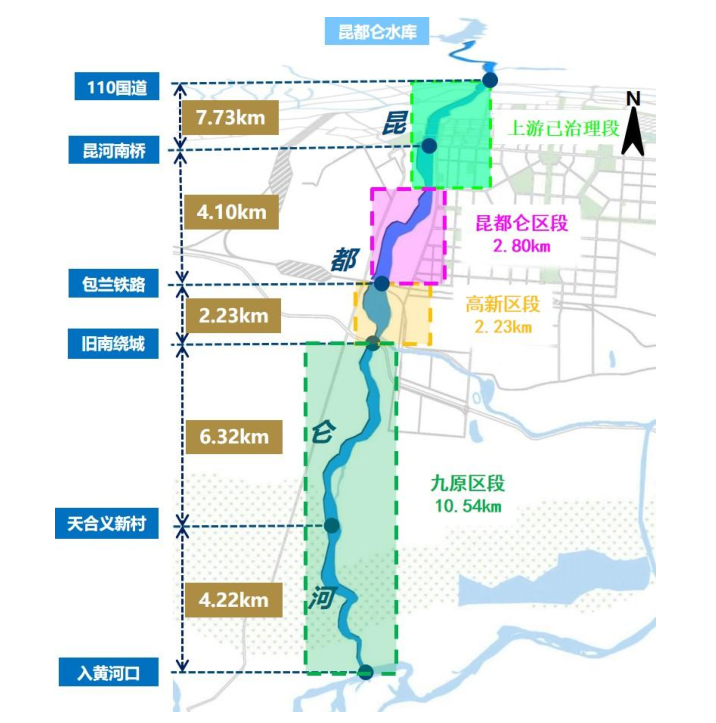 昆都仑水库
110国道
N
7.73km
昆
上游已治理段
昆河南桥
4.10km
昆都仑区段
2.80km
都
包兰铁路
高新区段
2.23km
2.23km
旧南绕城
6.32km
仑
九原区段
10.54km
天合义新村
4.22km
河
入黄河口